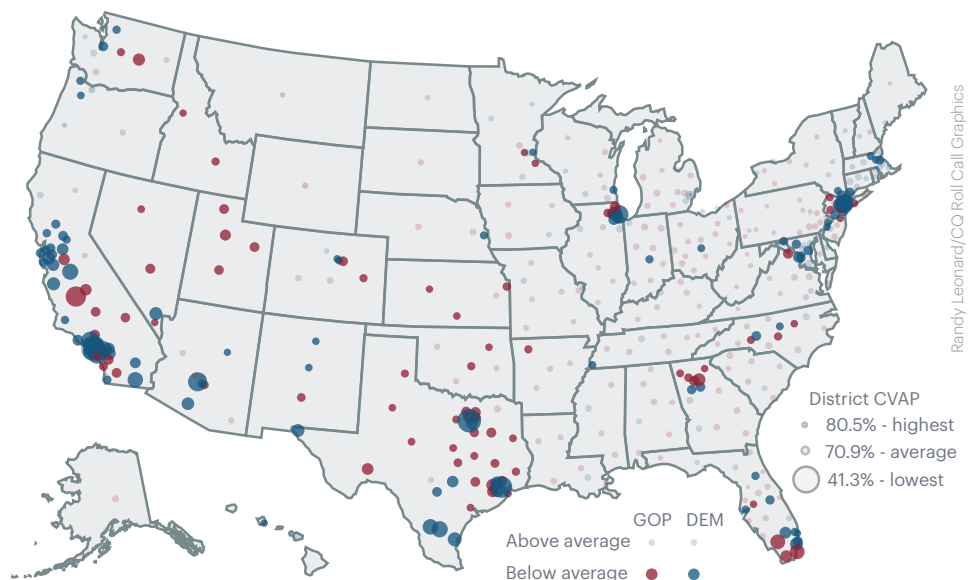 Randy Leonard/CQ Roll Call Graphics
District CVAP
80.5% - highest
70.9% - average
41.3% - lowest
GOP DEM
Above average
Below average